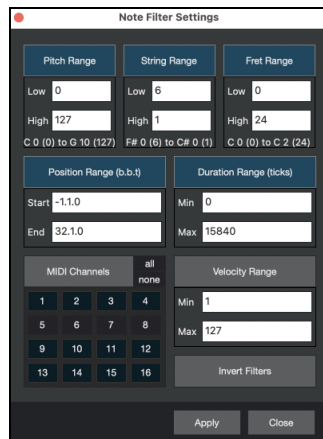 Note Filter Settings
Pitch Range String Range Fret Range
Low 0 Low 6 Low 0
High 127 High 1 High 24
C 0 (0) to G 10 (127) F# 0 (6) to C# 0 (1) C 0 (0) to C 2 (24)
Position Range (b.b.t) Duration Range (ticks)
Start -1.1.0 Min 0
End 32.1.0 Max 15840
MIDI Channels all none Velocity Range
1 2 3 4 Min 1
5 6 7 8 Max 127
9 10 11 12
13 14 15 16 Invert Filters
Apply Close